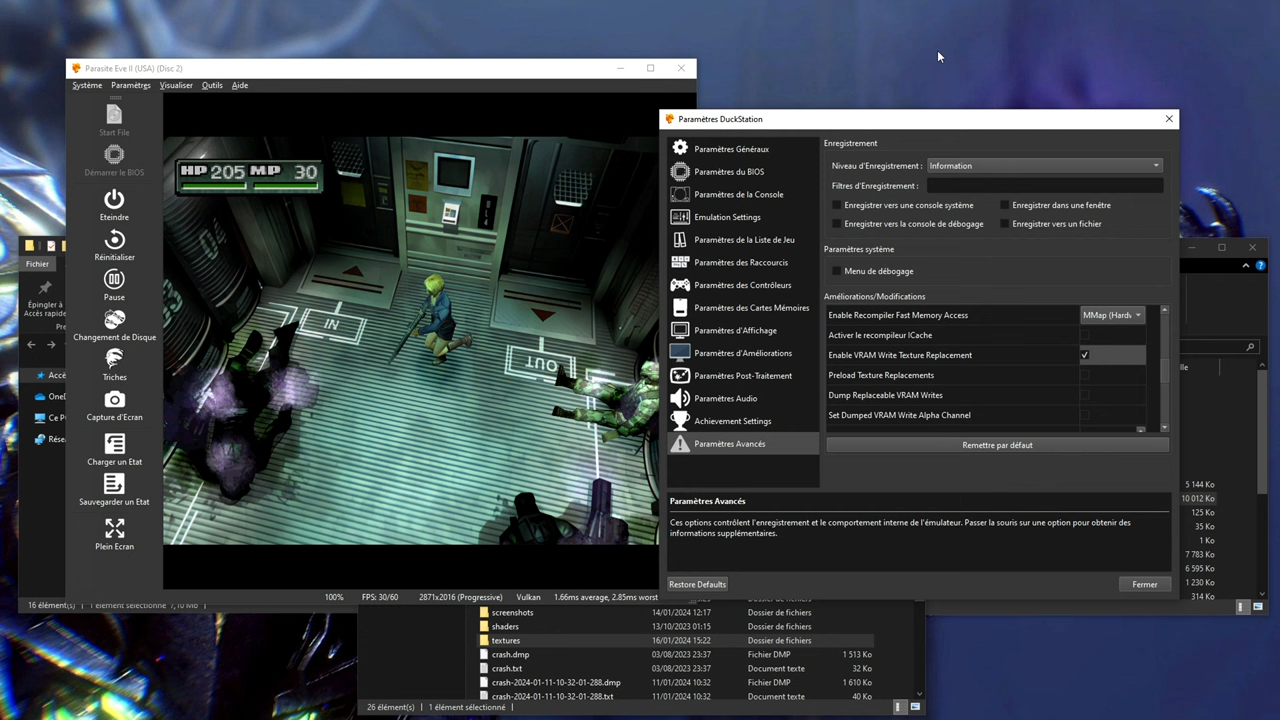 Parasite Eve II (USA) (Disc 2)
Système Paramètres Visualiser Outils Aide
Start File
Démarrer le BIOS
Eteindre
Réinitialiser
Pause
Changement de Disque
Triches
Capture d'Ecran
Charger un Etat
Sauvegarder un Etat
Plein Ecran
HP 205 MP 30
IN
OUT
100% FPS: 30/60 2871x2016 (Progressive) Vulkan 1.66ms average, 2.85ms worst
Paramètres DuckStation
Paramètres Généraux
Paramètres du BIOS
Paramètres de la Console
Emulation Settings
Paramètres de la Liste de Jeu
Paramètres des Raccourcis
Paramètres des Contrôleurs
Paramètres des Cartes Mémoires
Paramètres d'Affichage
Paramètres d'Améliorations
Paramètres Post-Traitement
Paramètres Audio
Achievement Settings
Paramètres Avancés
Enregistrement
Niveau d'Enregistrement : Information
Filtres d'Enregistrement :
Enregistrer vers une console système Enregistrer dans une fenêtre
Enregistrer vers la console de débogage Enregistrer vers un fichier
Paramètres système
Menu de débogage
Améliorations/Modifications
Enable Recompiler Fast Memory Access MMap (Hardw
Activer le recompileur ICache
Enable VRAM Write Texture Replacement
Preload Texture Replacements
Dump Replaceable VRAM Writes
Set Dumped VRAM Write Alpha Channel
Remettre par défaut
Paramètres Avancés
Ces options contrôlent l'enregistrement et le comportement interne de l'émulateur. Passer la souris sur une option pour obtenir des
informations supplémentaires.
Restore Defaults Fermer
Fichier
Épingler à
Accès rapide
Pre
Accè
OneD
Ce P
Résea
16 élément(s) 1 élément sélectionné 7,10 Mo
screenshots 14/01/2024 12:17 Dossier de fichiers
shaders 13/10/2023 01:15 Dossier de fichiers
textures 16/01/2024 15:22 Dossier de fichiers
crash.dmp 03/08/2023 23:37 Fichier DMP 1 513 Ko
crash.txt 03/08/2023 23:37 Document texte 32 Ko
crash-2024-01-11-10-32-01-288.dmp 11/01/2024 10:32 Fichier DMP 1 610 Ko
crash-2024-01-11-10-32-01-288.txt 11/01/2024 10:32 Document texte 40 Ko
26 élément(s) 1 élément sélectionné
lle
5 144 Ko
10 012 Ko
125 Ko
35 Ko
1 Ko
7 783 Ko
6 595 Ko
1 230 Ko
314 Ko